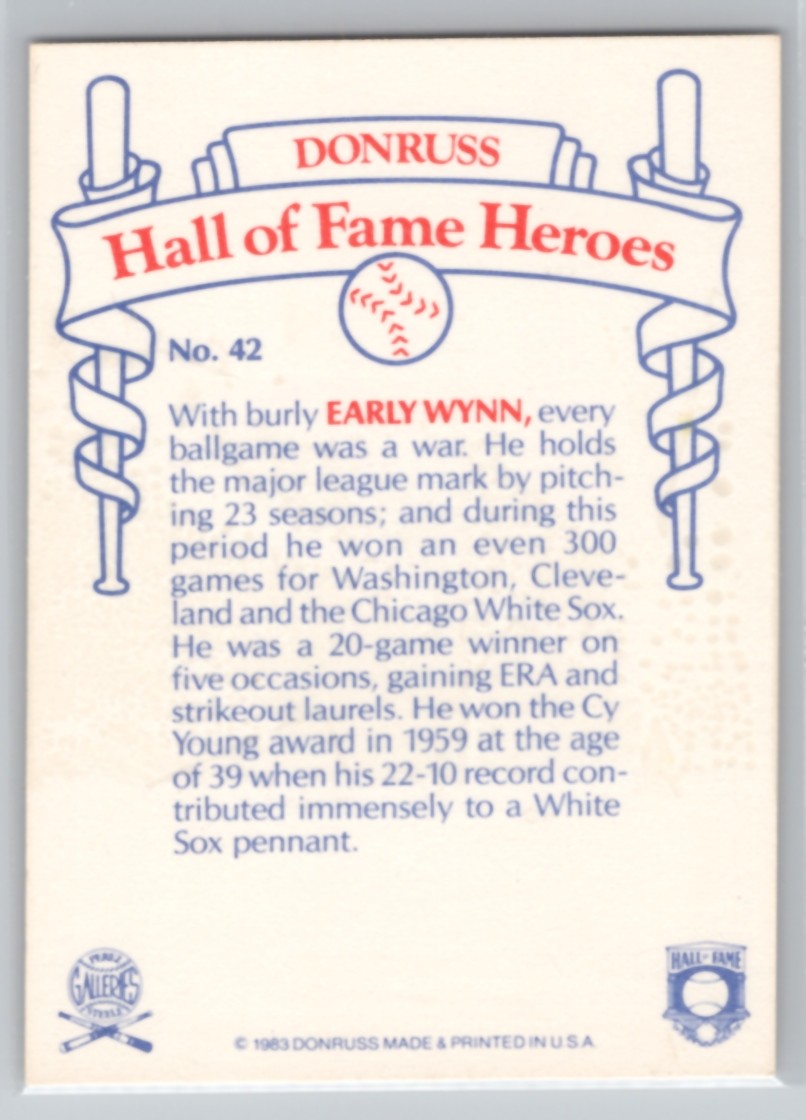 DONRUSS
Hall of Fame Heroes
No. 42
With burly EARLY WYNN, every
ballgame was a war. He holds
the major league mark by pitch-
ing 23 seasons; and during this
period he won an even 300
games for Washington, Cleve-
land and the Chicago White Sox.
He was a 20-game winner on
five occasions, gaining ERA and
strikeout laurels. He won the Cy
Young award in 1959 at the age
of 39 when his 22-10 record con-
tributed immensely to a White
Sox pennant.
PEREZ
GALLERIES
STEELE
HALL OF FAME
© 1983 DONRUSS MADE & PRINTED IN U.S.A.